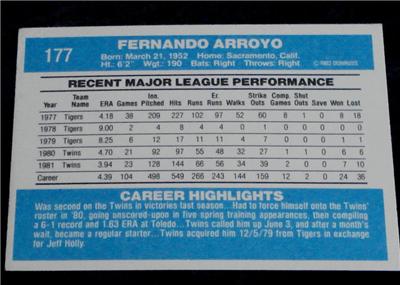 177
FERNANDO ARROYO
Born: March 21, 1952 Home: Sacramento, Calif.
Ht.: 6'2" Wgt.: 190 Bats: Right Throws: Right
© 1982 DONRUSS
RECENT MAJOR LEAGUE PERFORMANCE
Year Team Name ERA Games Inn. Pitched Hits Runs Er. Runs Walks Strike Outs Comp. Games Shut Outs Save Won Lost
1977 Tigers 4.18 38 209 227 102 97 52 60 8 1 0 8 18
1978 Tigers 9.00 2 4 8 4 4 0 1 0 0 0 0 0
1979 Tigers 8.25 6 12 17 11 11 4 7 0 0 0 1 1
1980 Twins 4.70 21 92 97 55 48 32 27 1 1 0 6 6
1981 Twins 3.94 23 128 144 66 56 34 39 2 0 0 7 10
Career 4.39 104 498 549 266 243 134 159 13 2 0 24 36
CAREER HIGHLIGHTS
Was second on the Twins in victories last season... Had to force himself onto the Twins'
roster in '80, going unscored-upon in five spring training appearances, then compiling
a 6-1 record and 1.63 ERA at Toledo... Twins called him up June 3, and after a month's
wait, became a regular starter... Twins acquired him 12/5/79 from Tigers in exchange
for Jeff Holly